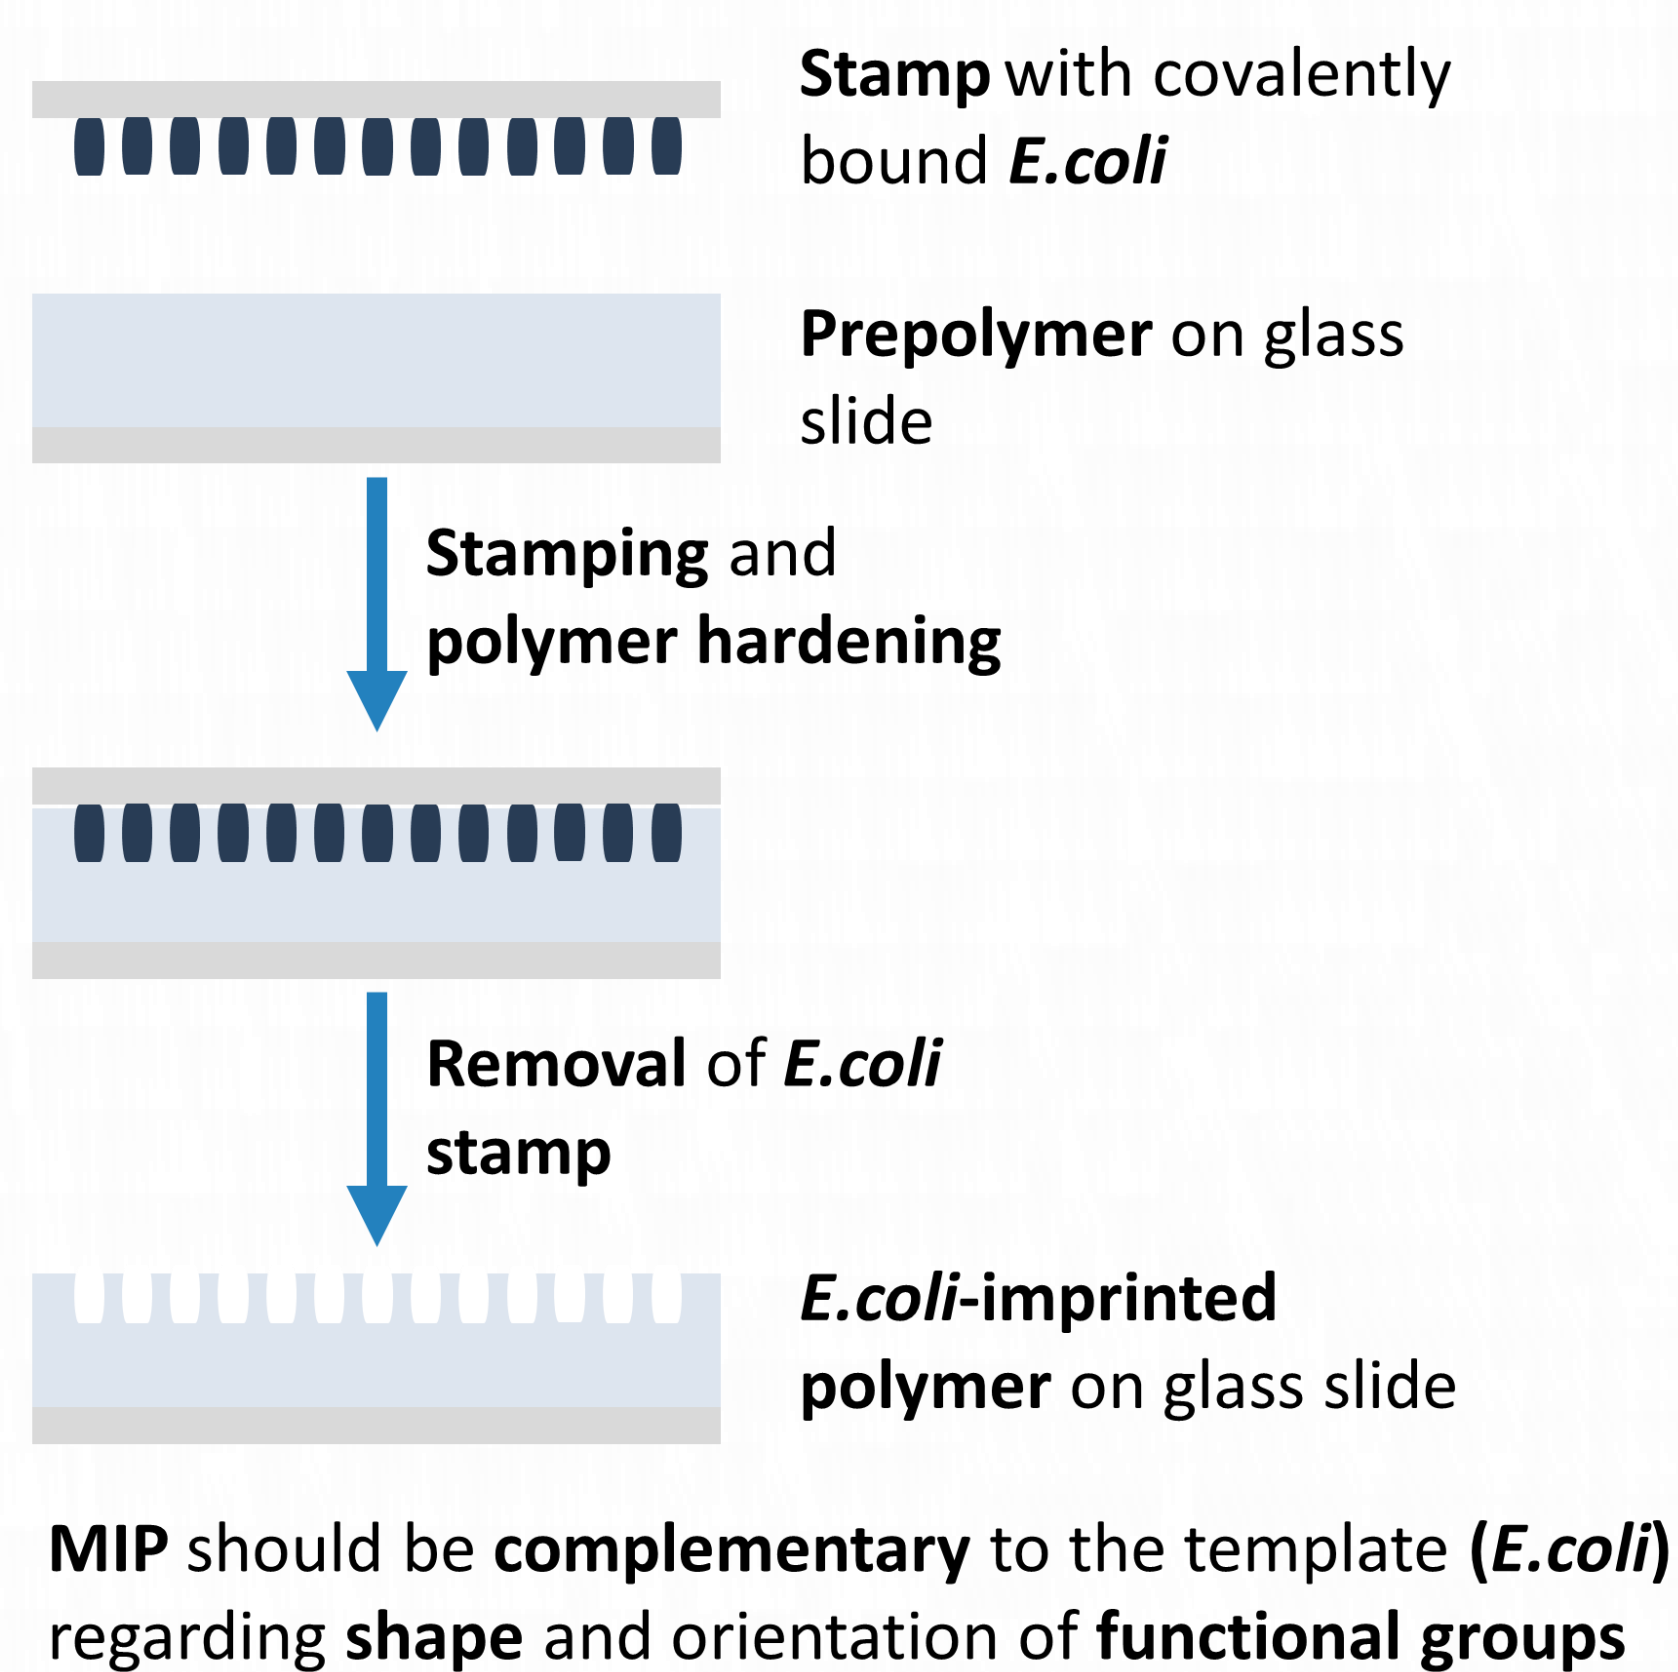 Stamp with covalently
bound E.coli
Prepolymer on glass
slide
Stamping and
polymer hardening
Removal of E.coli
stamp
E.coli-imprinted
polymer on glass slide
MIP should be complementary to the template (E.coli)
regarding shape and orientation of functional groups